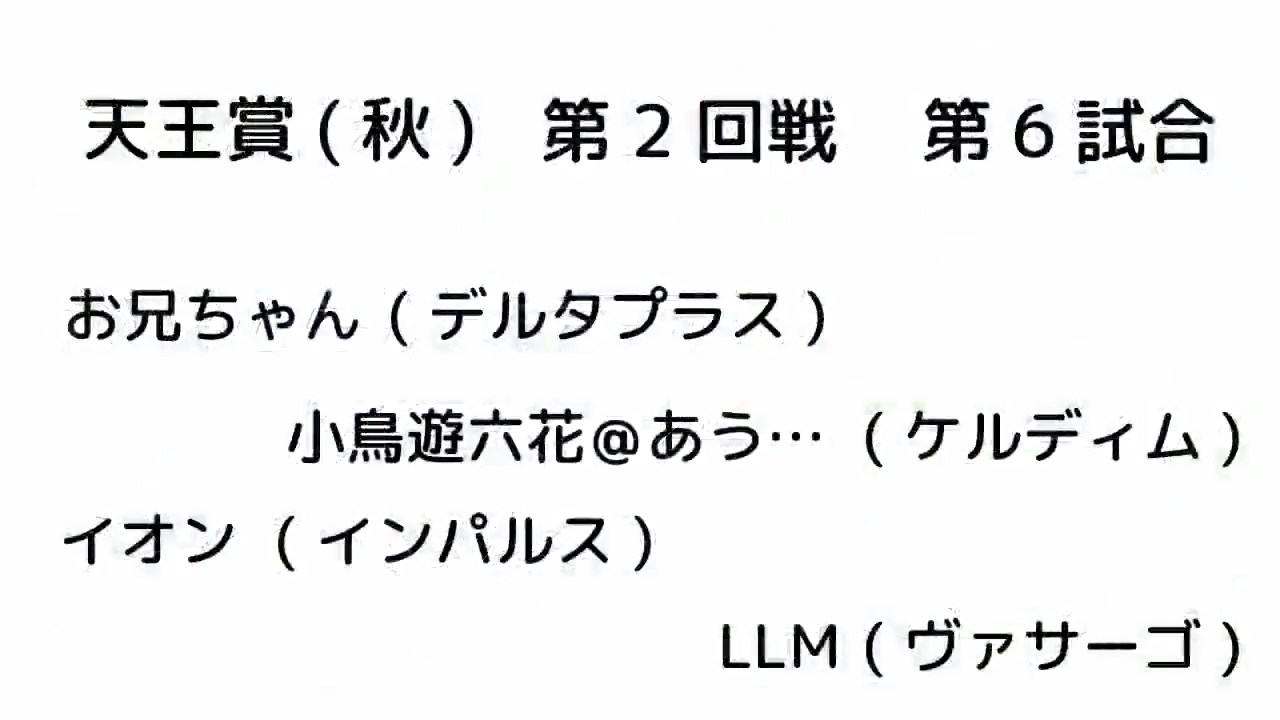 天王賞(秋) 第2回戦 第6試合
お兄ちゃん(デルタプラス)
小鳥遊六花@あう… (ケルディム)
イオン (インパルス)
LLM(ヴァサーゴ)